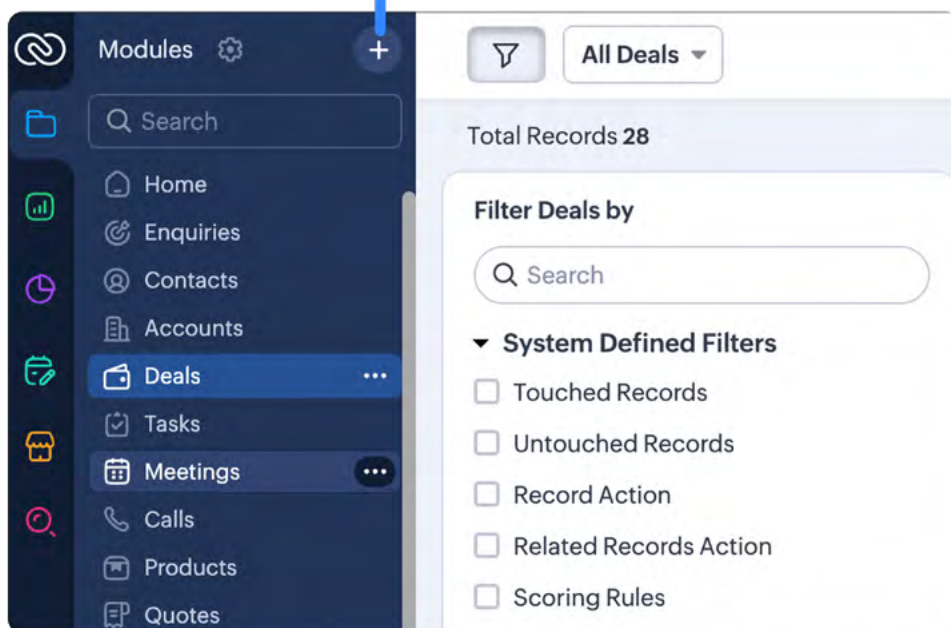 Modules
Search
Home
Enquiries
Contacts
Accounts
Deals
Tasks
Meetings
Calls
Products
Quotes
All Deals
Total Records 28
Filter Deals by
Search
System Defined Filters
Touched Records
Untouched Records
Record Action
Related Records Action
Scoring Rules